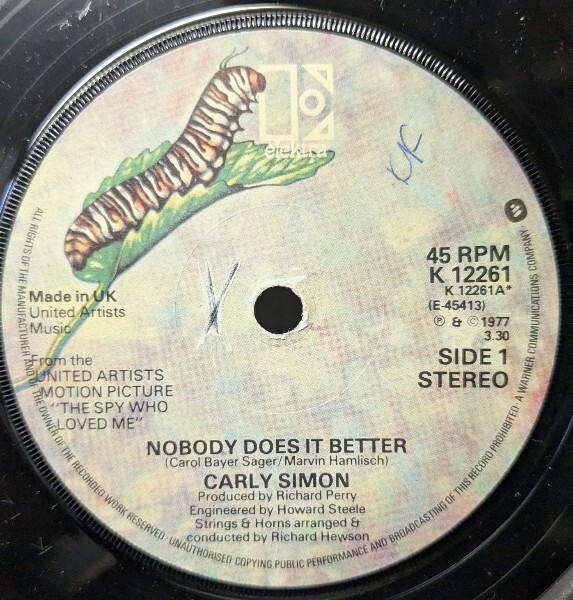 elektra
45 RPM
K 12261
K 12261A*
(E-45413)
Ⓟ & © 1977
3.30
SIDE 1
STEREO
Made in UK
United Artists
Music
From the
UNITED ARTISTS
MOTION PICTURE
"THE SPY WHO
LOVED ME"
NOBODY DOES IT BETTER
(Carol Bayer Sager/Marvin Hamlisch)
CARLY SIMON
Produced by Richard Perry
Engineered by Howard Steele
Strings & Horns arranged &
conducted by Richard Hewson
ALL RIGHTS OF THE MANUFACTURER AND OF THE OWNER OF THE RECORDED WORK RESERVED · UNAUTHORISED COPYING PUBLIC PERFORMANCE AND BROADCASTING OF THIS RECORD PROHIBITED · A WARNER COMMUNICATIONS COMPANY ·